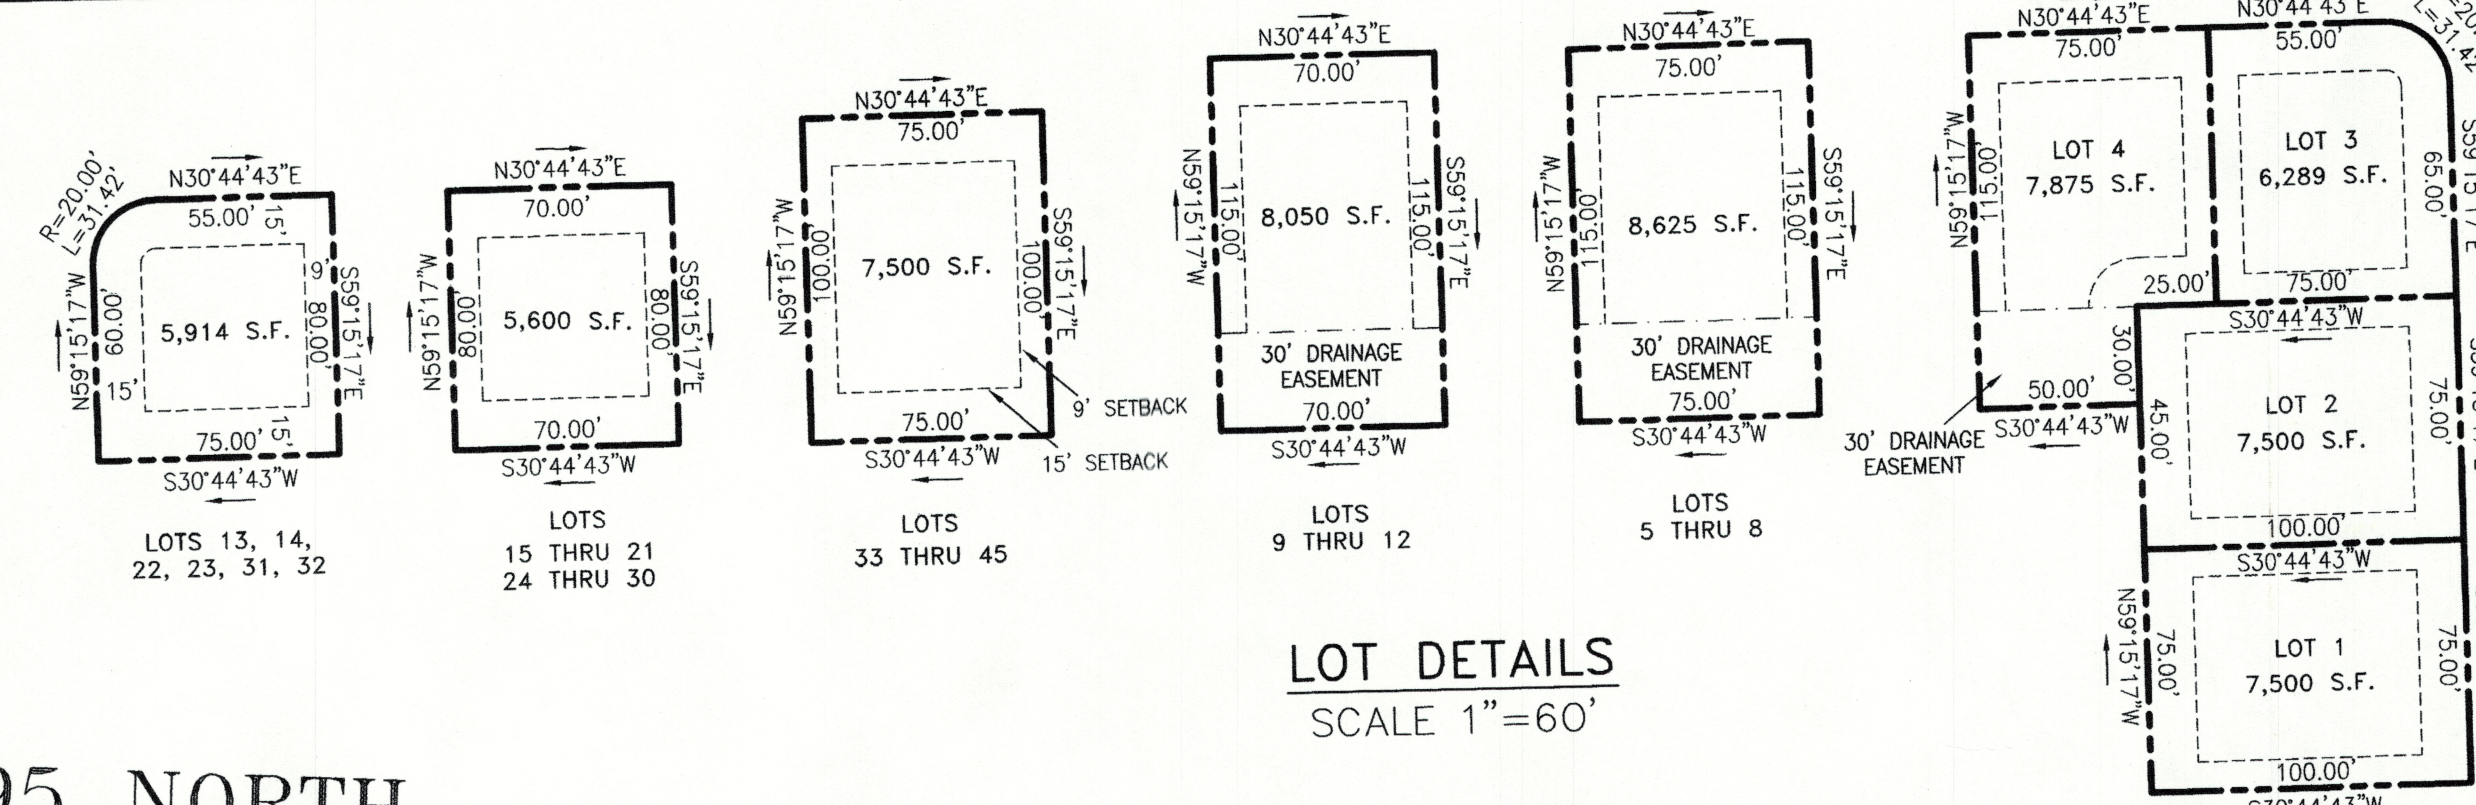 R=20.00'
L=31.42'
N30°44'43"E
55.00'
15'
9'
N59°15'17"W
60.00'
5,914 S.F.
80.00'
S59°15'17"E
15'
75.00'
15'
S30°44'43"W
LOTS 13, 14,
22, 23, 31, 32
N30°44'43"E
70.00'
N59°15'17"W
80.00'
5,600 S.F.
80.00'
S59°15'17"E
70.00'
S30°44'43"W
LOTS
15 THRU 21
24 THRU 30
N30°44'43"E
75.00'
N59°15'17"W
100.00'
7,500 S.F.
100.00'
S59°15'17"E
75.00'
S30°44'43"W
9' SETBACK
15' SETBACK
LOTS
33 THRU 45
N30°44'43"E
70.00'
N59°15'17"W
115.00'
8,050 S.F.
115.00'
S59°15'17"E
30' DRAINAGE
EASEMENT
70.00'
S30°44'43"W
LOTS
9 THRU 12
N30°44'43"E
75.00'
N59°15'17"W
115.00'
8,625 S.F.
115.00'
S59°15'17"E
30' DRAINAGE
EASEMENT
75.00'
S30°44'43"W
LOTS
5 THRU 8
N30°44'43"E
75.00'
N59°15'17"W
115.00'
LOT 4
7,875 S.F.
25.00'
30.00'
50.00'
S30°44'43"W
30' DRAINAGE
EASEMENT
N30°44'43"E
55.00'
L=31.42
LOT 3
6,289 S.F.
65.00'
S59°15'17"E
75.00'
S30°44'43"W
45.00'
LOT 2
7,500 S.F.
75.00'
100.00'
S30°44'43"W
N59°15'17"W
75.00'
LOT 1
7,500 S.F.
75.00'
100.00'
LOT DETAILS
SCALE 1"=60'
95 NORTH